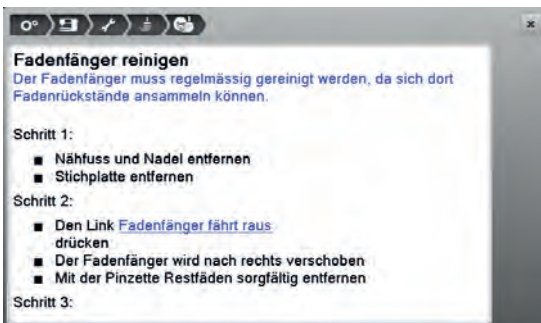 Fadenfänger reinigen
Der Fadenfänger muss regelmässig gereinigt werden, da sich dort
Fadenrückstände ansammeln können.
Schritt 1:
■ Nähfuss und Nadel entfernen
■ Stichplatte entfernen
Schritt 2:
■ Den Link Fadenfänger fährt raus
drücken
■ Der Fadenfänger wird nach rechts verschoben
■ Mit der Pinzette Restfäden sorgfältig entfernen
Schritt 3: